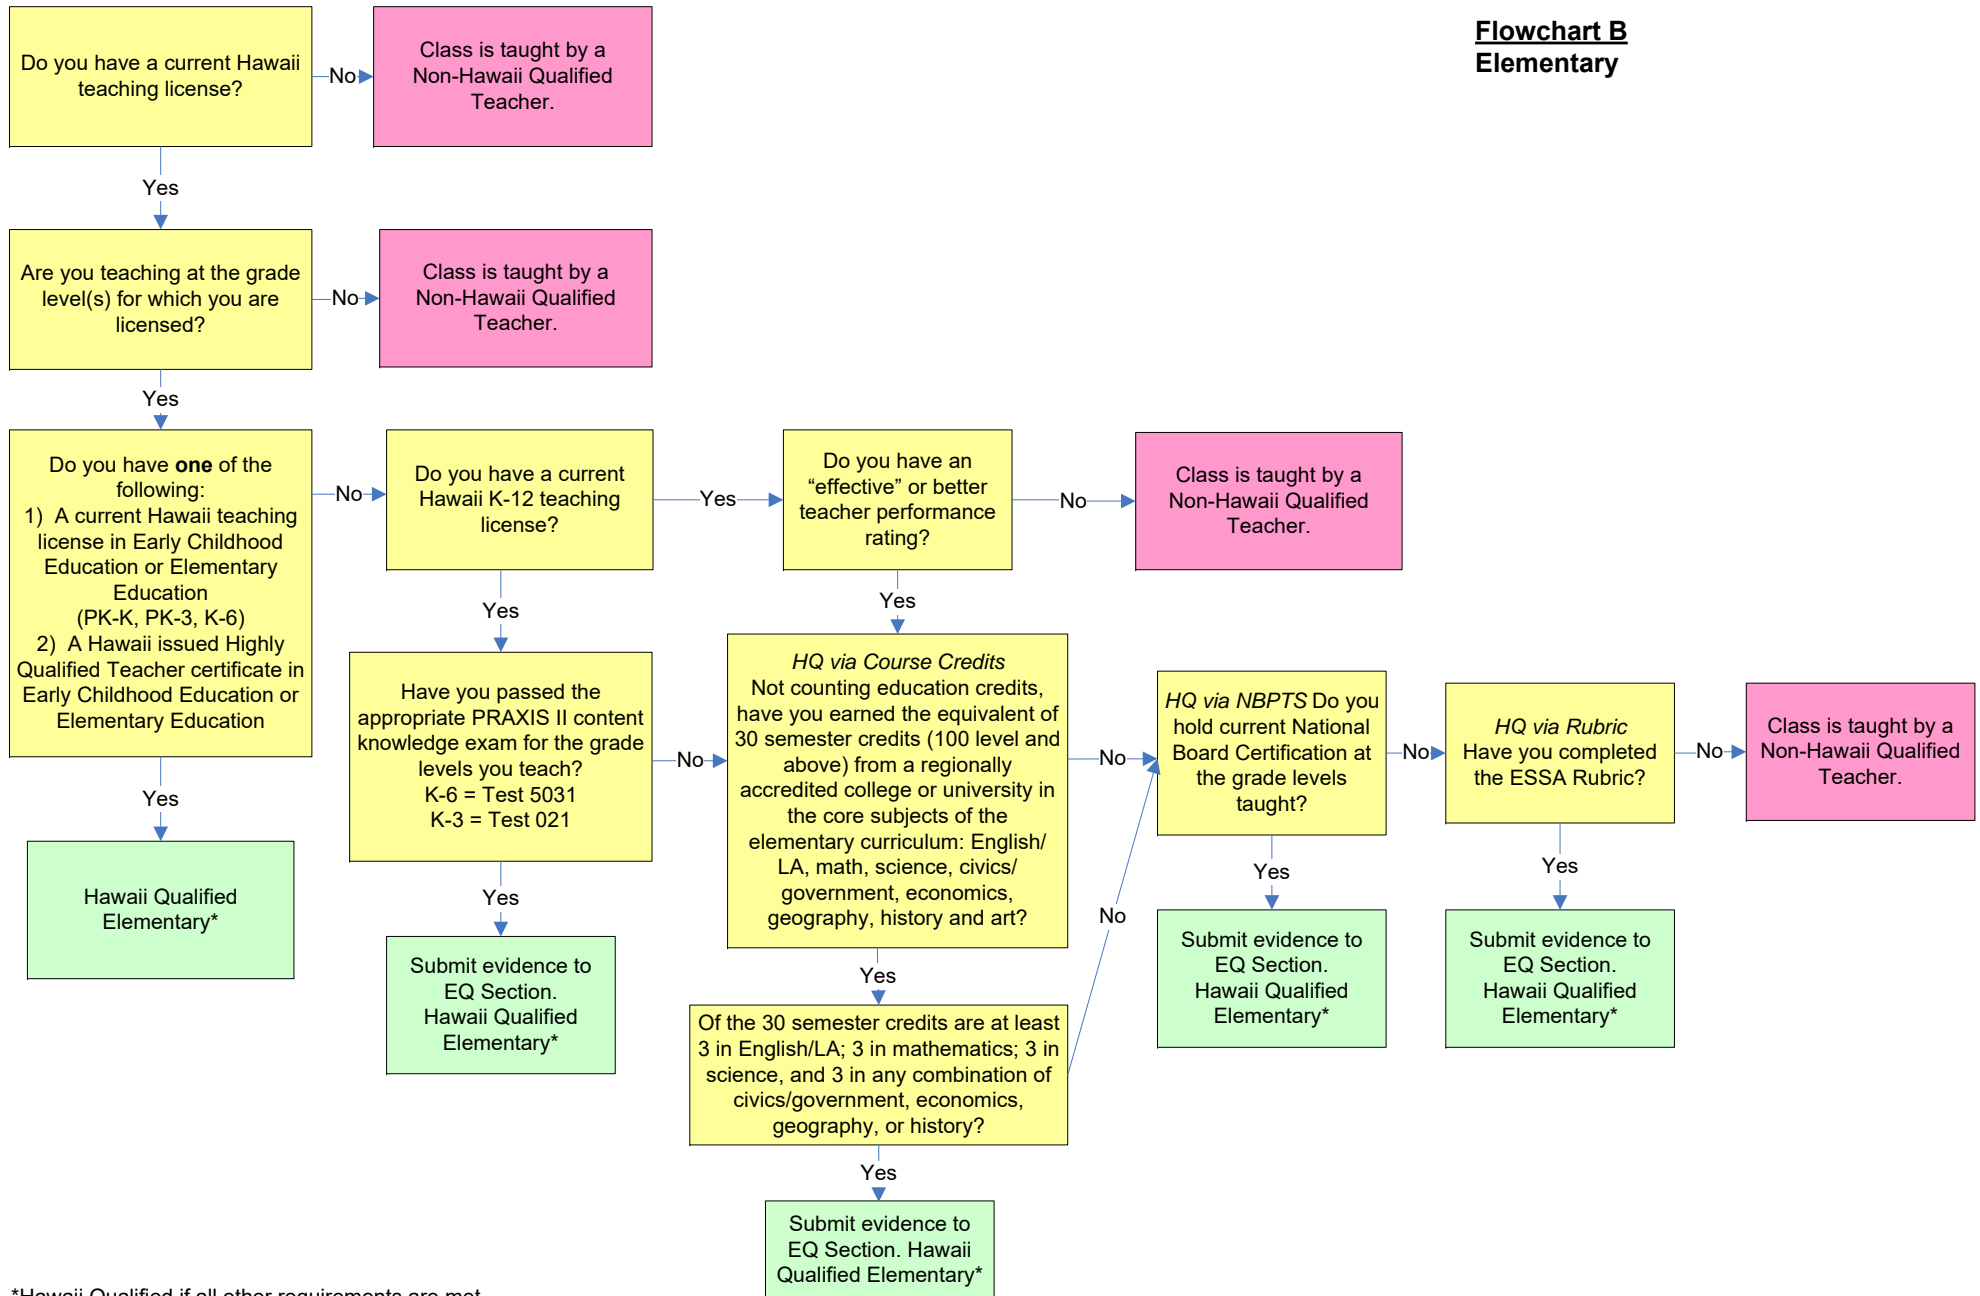 Flowchart B
Elementary
Do you have a current Hawaii
teaching license?
No
Class is taught by a
Non-Hawaii Qualified
Teacher.
Yes
Are you teaching at the grade
level(s) for which you are
licensed?
No
Class is taught by a
Non-Hawaii Qualified
Teacher.
Yes
Do you have one of the
following:
1) A current Hawaii teaching
license in Early Childhood
Education or Elementary
Education
(PK-K, PK-3, K-6)
2) A Hawaii issued Highly
Qualified Teacher certificate in
Early Childhood Education or
Elementary Education
No
Do you have a current
Hawaii K-12 teaching
license?
Yes
Do you have an
“effective” or better
teacher performance
rating?
No
Class is taught by a
Non-Hawaii Qualified
Teacher.
Yes
Hawaii Qualified
Elementary*
Yes
Have you passed the
appropriate PRAXIS II content
knowledge exam for the grade
levels you teach?
K-6 = Test 5031
K-3 = Test 021
No
Yes
Submit evidence to
EQ Section.
Hawaii Qualified
Elementary*
Yes
HQ via Course Credits
Not counting education credits,
have you earned the equivalent of
30 semester credits (100 level and
above) from a regionally
accredited college or university in
the core subjects of the
elementary curriculum: English/
LA, math, science, civics/
government, economics,
geography, history and art?
No
Yes
Of the 30 semester credits are at least
3 in English/LA; 3 in mathematics; 3 in
science, and 3 in any combination of
civics/government, economics,
geography, or history?
No
Yes
Submit evidence to
EQ Section. Hawaii
Qualified Elementary*
HQ via NBPTS Do you
hold current National
Board Certification at
the grade levels
taught?
No
Yes
Submit evidence to
EQ Section.
Hawaii Qualified
Elementary*
HQ via Rubric
Have you completed
the ESSA Rubric?
No
Class is taught by a
Non-Hawaii Qualified
Teacher.
Yes
Submit evidence to
EQ Section.
Hawaii Qualified
Elementary*
*Hawaii Qualified if all other requirements are met